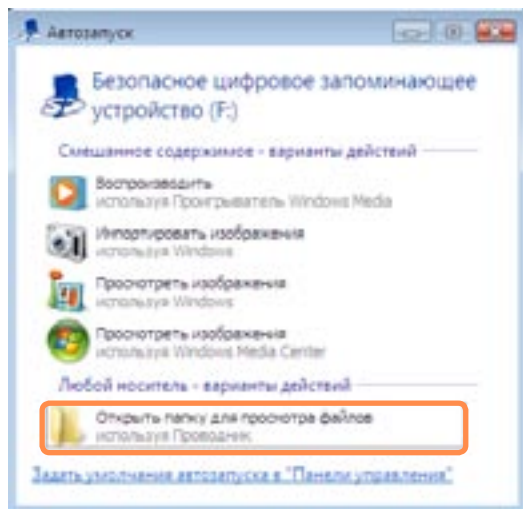 Автозапуск
Безопасное цифровое запоминающее
устройство (F:)
Смешанное содержимое - варианты действий
Воспроизводить
используя Проигрыватель Windows Media
Импортировать изображения
используя Windows
Просмотреть изображения
используя Windows
Просмотреть изображения
используя Windows Media Center
Любой носитель - варианты действий
Открыть папку для просмотра файлов
используя Проводник
Задать умолчания автозапуска в "Панели управления"